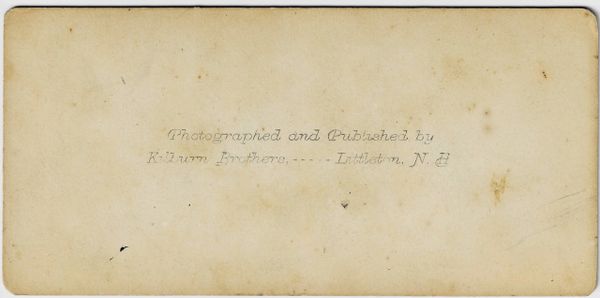 Photographed and Published by
Kilburn Brothers, ----- Littleton, N. H